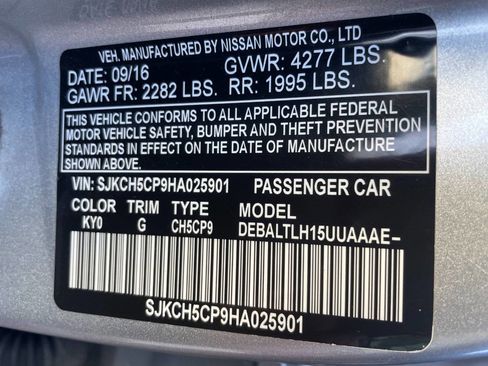 VEH. MANUFACTURED BY NISSAN MOTOR CO., LTD
DATE: 09/16 GVWR: 4277 LBS.
GAWR FR: 2282 LBS. RR: 1995 LBS.
THIS VEHICLE CONFORMS TO ALL APPLICABLE FEDERAL
MOTOR VEHICLE SAFETY, BUMPER AND THEFT PREVENTION
STANDARDS IN EFFECT ON THE DATE OF MANUFACTURE
SHOWN ABOVE.
VIN: SJKCH5CP9HA025901 PASSENGER CAR
COLOR TRIM TYPE MODEL
KY0 G CH5CP9 DEBALTLH15UUAAAE-
SJKCH5CP9HA025901